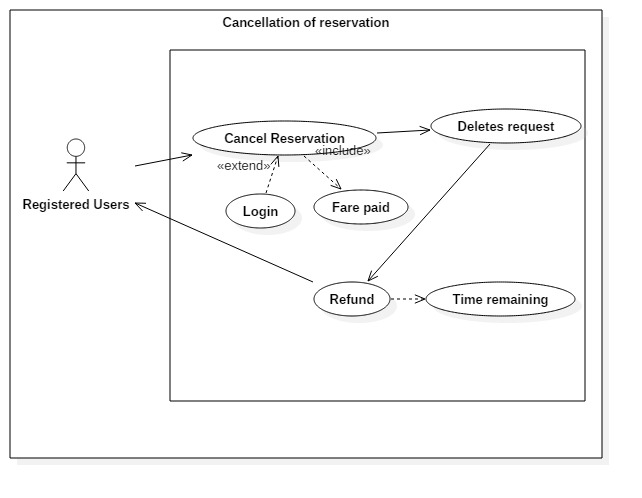 Cancellation of reservation
Cancel Reservation
Deletes request
«include»
«extend»
Registered Users
Login
Fare paid
Refund
Time remaining